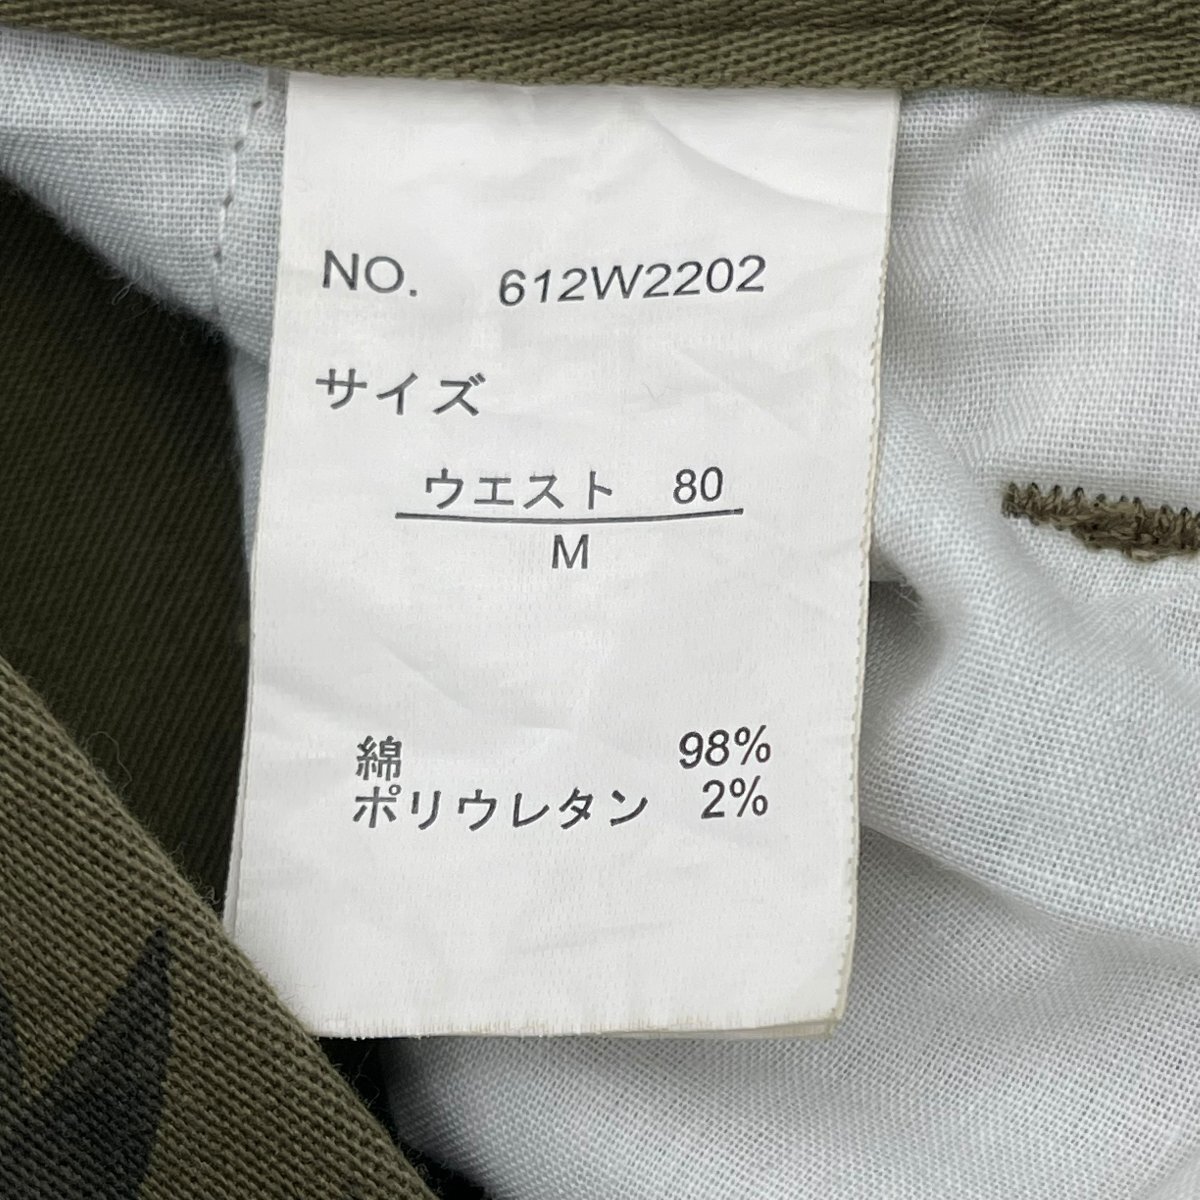 NO. 612W2202
サイズ
ウエスト 80
M
綿 98%
ポリウレタン 2%